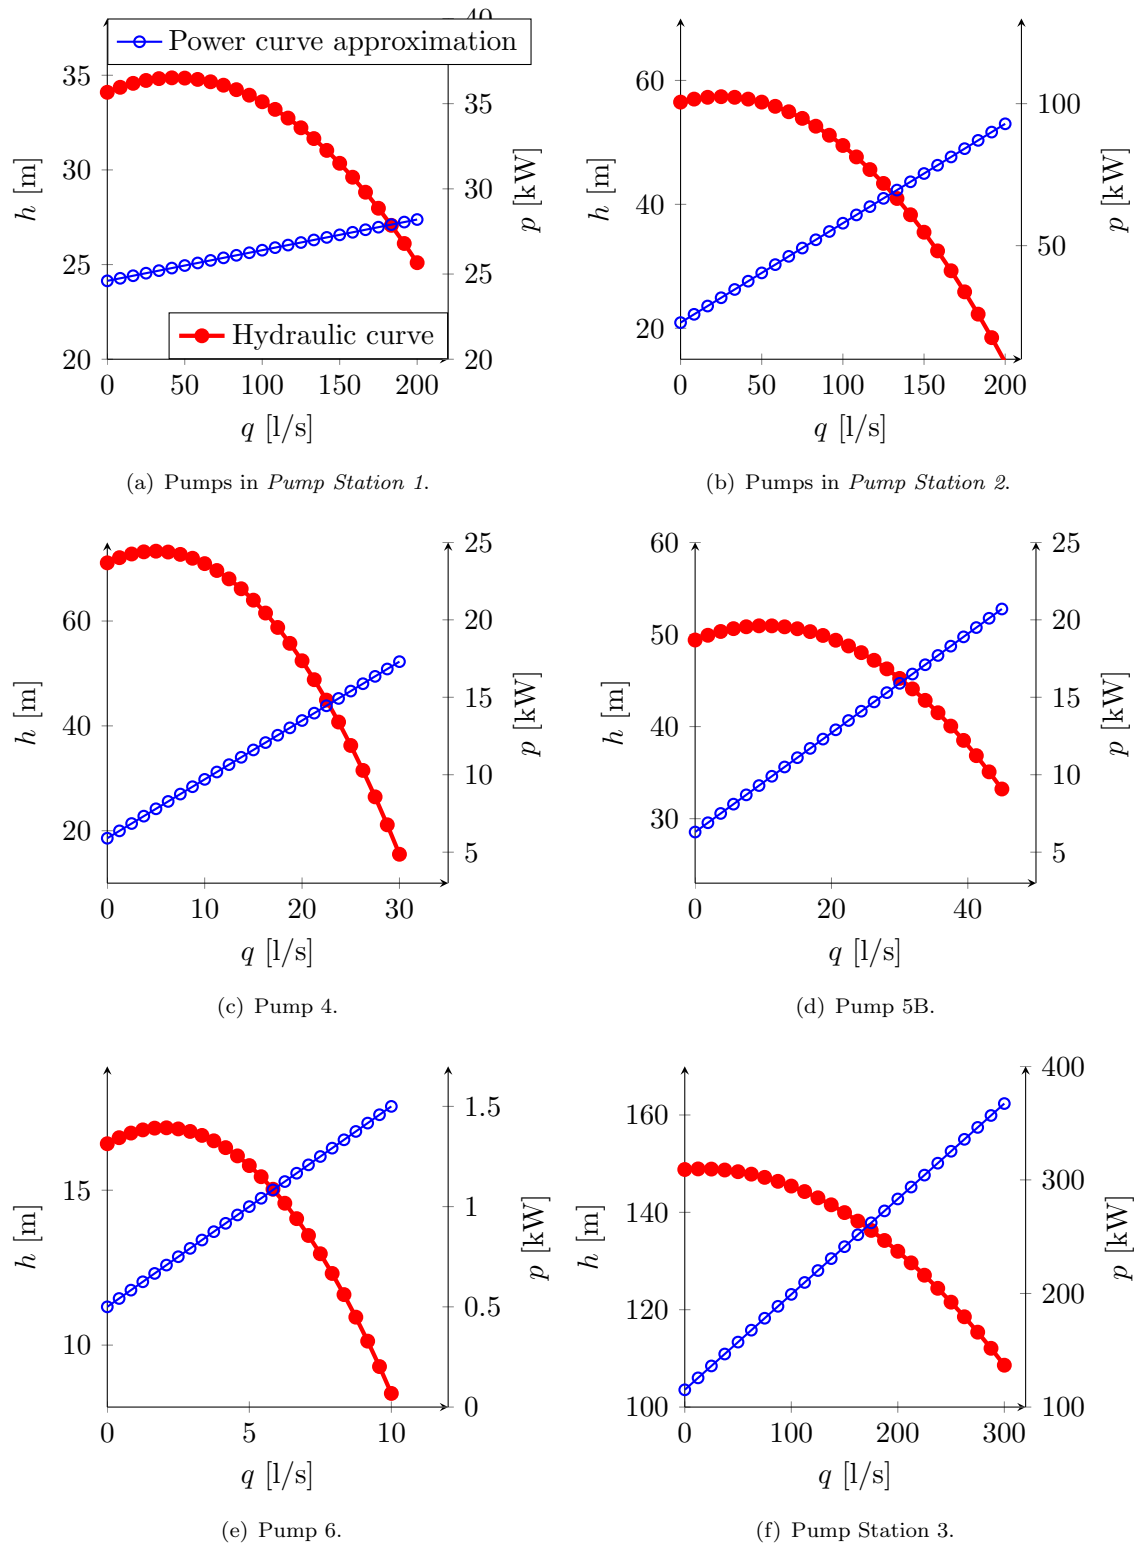 40
Power curve approximation
35
30
25
20
h [m]
35
30
25
20
p [kW]
Hydraulic curve
0 50 100 150 200
q [l/s]
(a) Pumps in Pump Station 1.
60
40
20
h [m]
100
50
p [kW]
0 50 100 150 200
q [l/s]
(b) Pumps in Pump Station 2.
60
40
20
h [m]
25
20
15
10
5
p [kW]
0 10 20 30
q [l/s]
(c) Pump 4.
60
50
40
30
h [m]
25
20
15
10
5
p [kW]
0 20 40
q [l/s]
(d) Pump 5B.
15
10
h [m]
1.5
1
0.5
0
p [kW]
0 5 10
q [l/s]
(e) Pump 6.
160
140
120
100
h [m]
400
300
200
100
p [kW]
0 100 200 300
q [l/s]
(f) Pump Station 3.